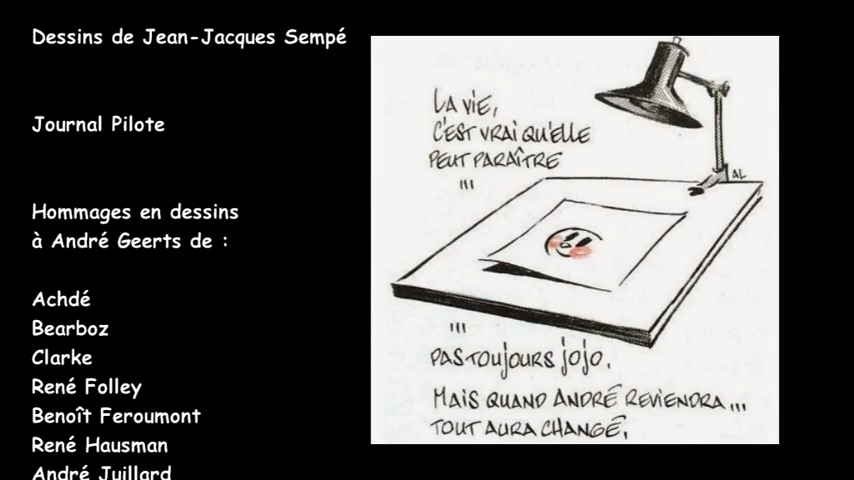 Dessins de Jean-Jacques Sempé
Journal Pilote
Hommages en dessins
à André Geerts de :
Achdé
Bearboz
Clarke
René Folley
Benoît Feroumont
René Hausman
André Juillard
LA VIE,
C'EST VRAI QU'ELLE
PEUT PARAÎTRE
...
AL
...
PAS TOUJOURS jOjO.
MAIS QUAND ANDRÉ REVIENDRA...
TOUT AURA CHANGÉ.